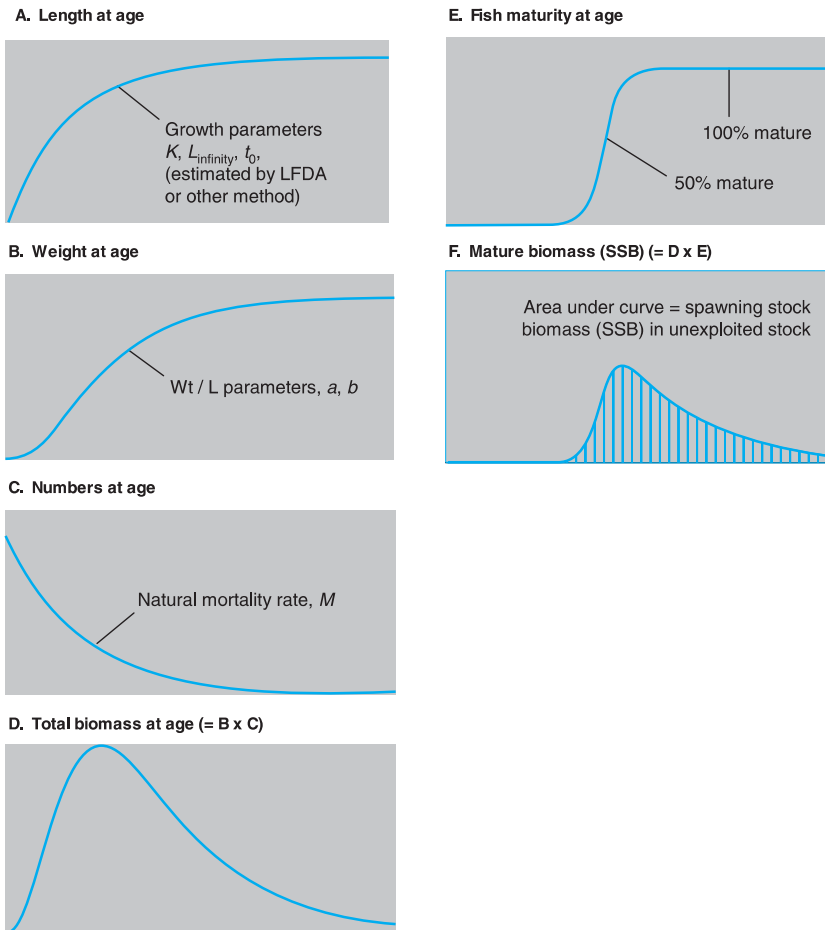 A. Length at age
Growth parameters
K, Linfinity, t0,
(estimated by LFDA
or other method)
B. Weight at age
Wt / L parameters, a, b
C. Numbers at age
Natural mortality rate, M
D. Total biomass at age (= B x C)
E. Fish maturity at age
100% mature
50% mature
F. Mature biomass (SSB) (= D x E)
Area under curve = spawning stock
biomass (SSB) in unexploited stock